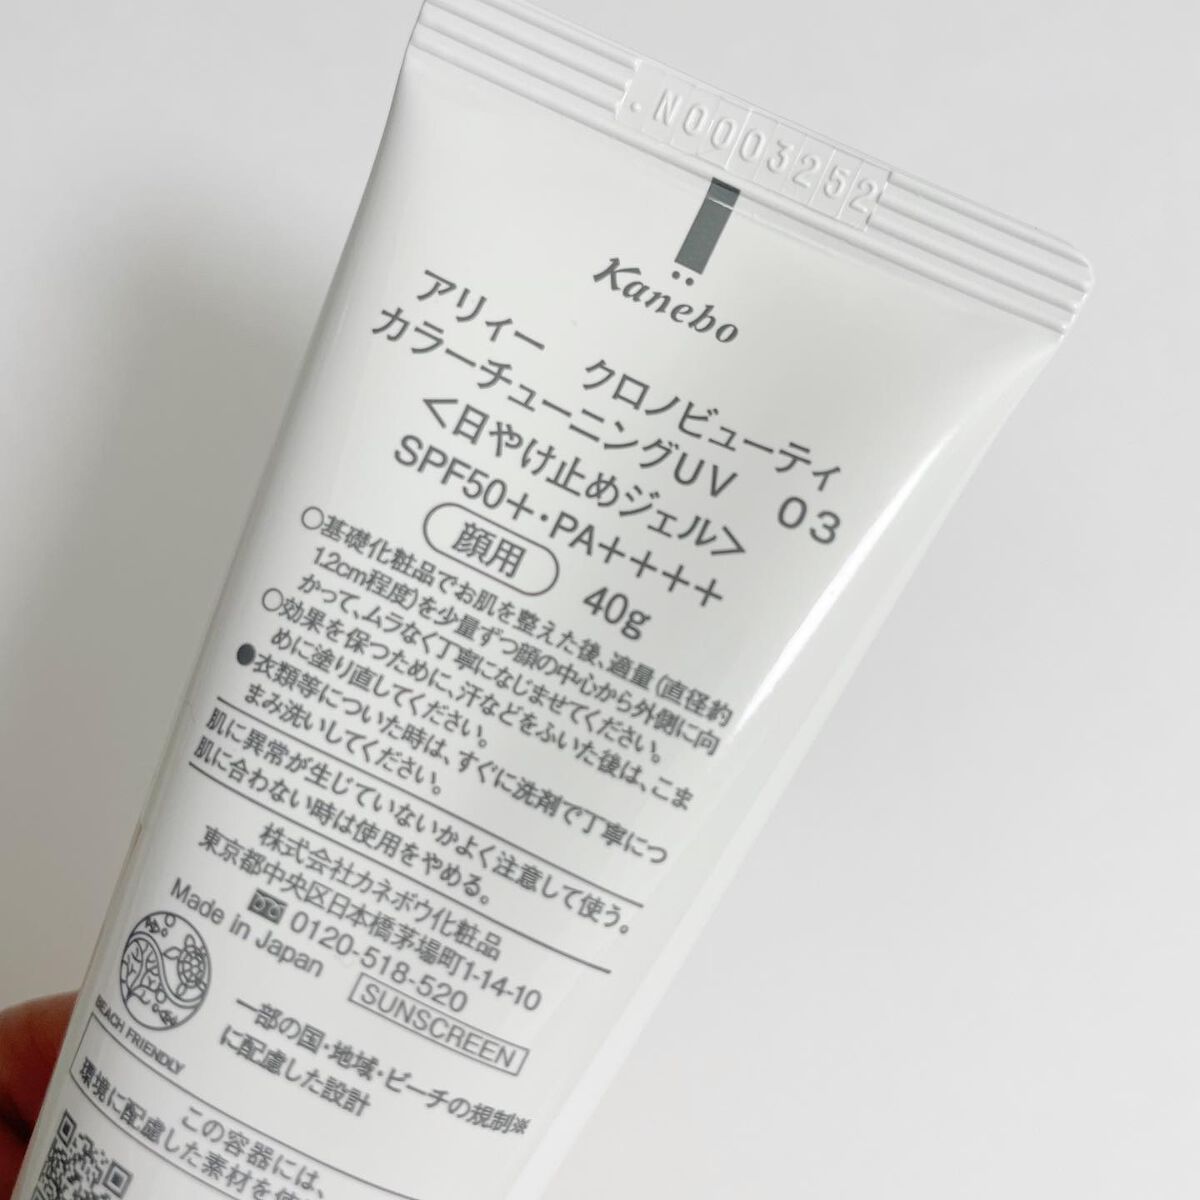 .N0003252
Kanebo
アリィー　クロノビューティ
カラーチューニングUV　03
＜日やけ止めジェル＞
SPF50+・PA++++
顔用　40g
○基礎化粧品でお肌を整えた後、適量(直径約
1.2cm程度)を少量ずつ顔の中心から外側に向
かって、ムラなく丁寧になじませてください。
○効果を保つために、汗などをふいた後は、こま
めに塗り直してください。
●衣類等についた時は、すぐに洗剤で丁寧につ
まみ洗いしてください。
肌に異常が生じていないかよく注意して使う。
肌に合わない時は使用をやめる。
株式会社カネボウ化粧品
東京都中央区日本橋茅場町1-14-10
0120-518-520
Made in Japan
SUNSCREEN
BEACH FRIENDLY
一部の国・地域・ビーチの規制※
に配慮した設計
この容器には、
環境に配慮した素材を使